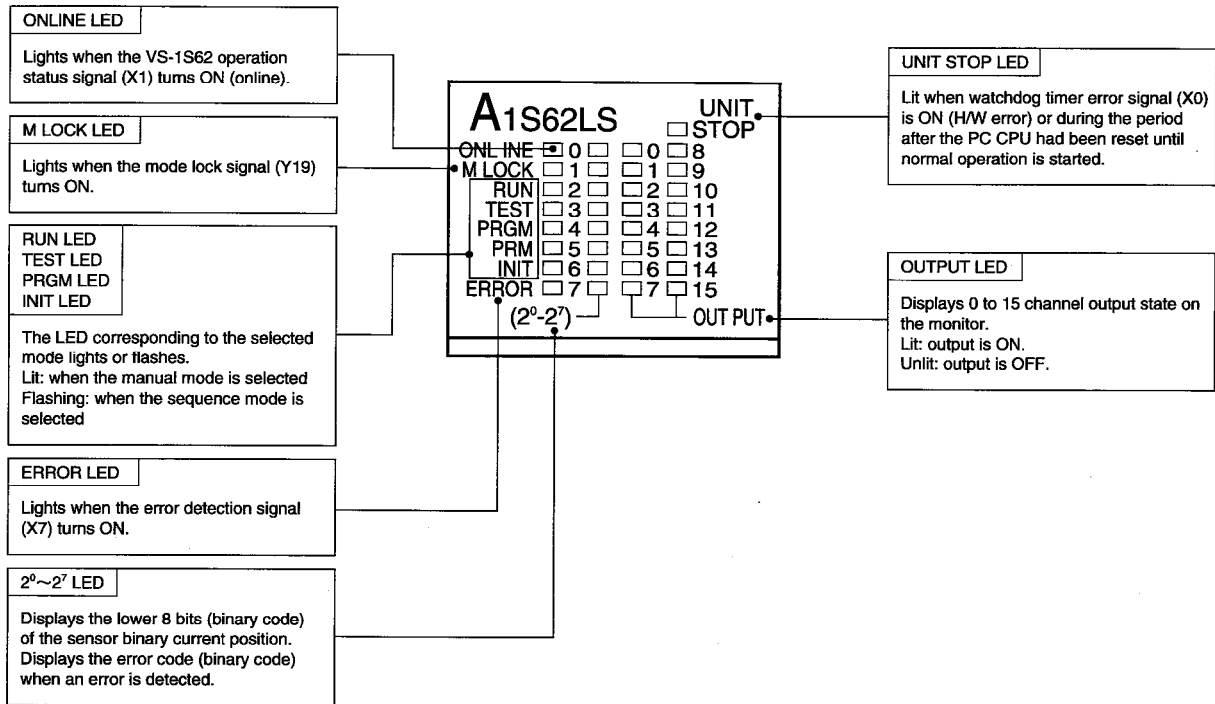 ONLINE LED
Lights when the VS-1S62 operation
status signal (X1) turns ON (online).
M LOCK LED
Lights when the mode lock signal (Y19)
turns ON.
RUN LED
TEST LED
PRGM LED
INIT LED
The LED corresponding to the selected
mode lights or flashes.
Lit: when the manual mode is selected
Flashing: when the sequence mode is
selected
ERROR LED
Lights when the error detection signal
(X7) turns ON.
2⁰~2⁷ LED
Displays the lower 8 bits (binary code)
of the sensor binary current position.
Displays the error code (binary code)
when an error is detected.
A1S62LS
UNIT
STOP
ONLINE 0 0 8
M LOCK 1 1 9
RUN 2 2 10
TEST 3 3 11
PRGM 4 4 12
PRM 5 5 13
INIT 6 6 14
ERROR 7 7 15
(2⁰-2⁷) OUTPUT
UNIT STOP LED
Lit when watchdog timer error signal (X0)
is ON (H/W error) or during the period
after the PC CPU had been reset until
normal operation is started.
OUTPUT LED
Displays 0 to 15 channel output state on
the monitor.
Lit: output is ON.
Unlit: output is OFF.